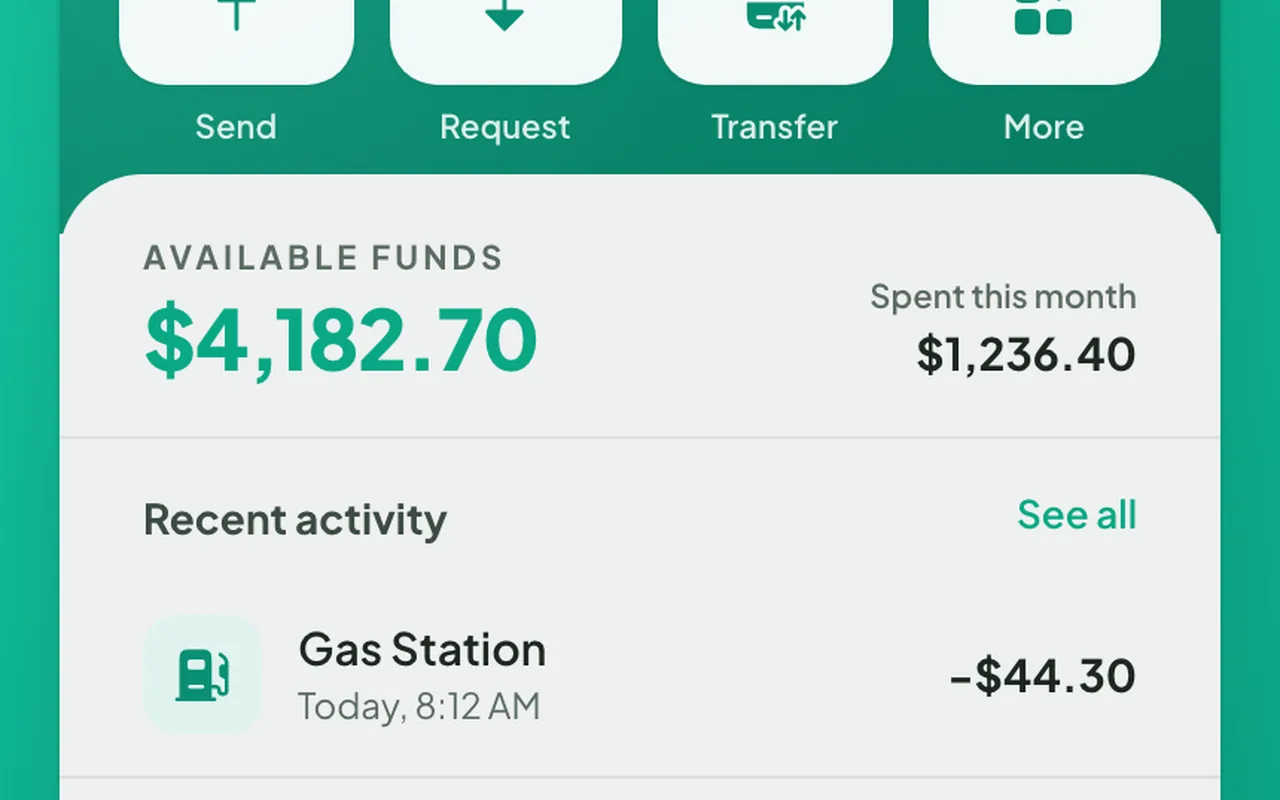 Send
Request
Transfer
More
AVAILABLE FUNDS
$4,182.70
Spent this month
$1,236.40
Recent activity
See all
Gas Station
Today, 8:12 AM
-$44.30